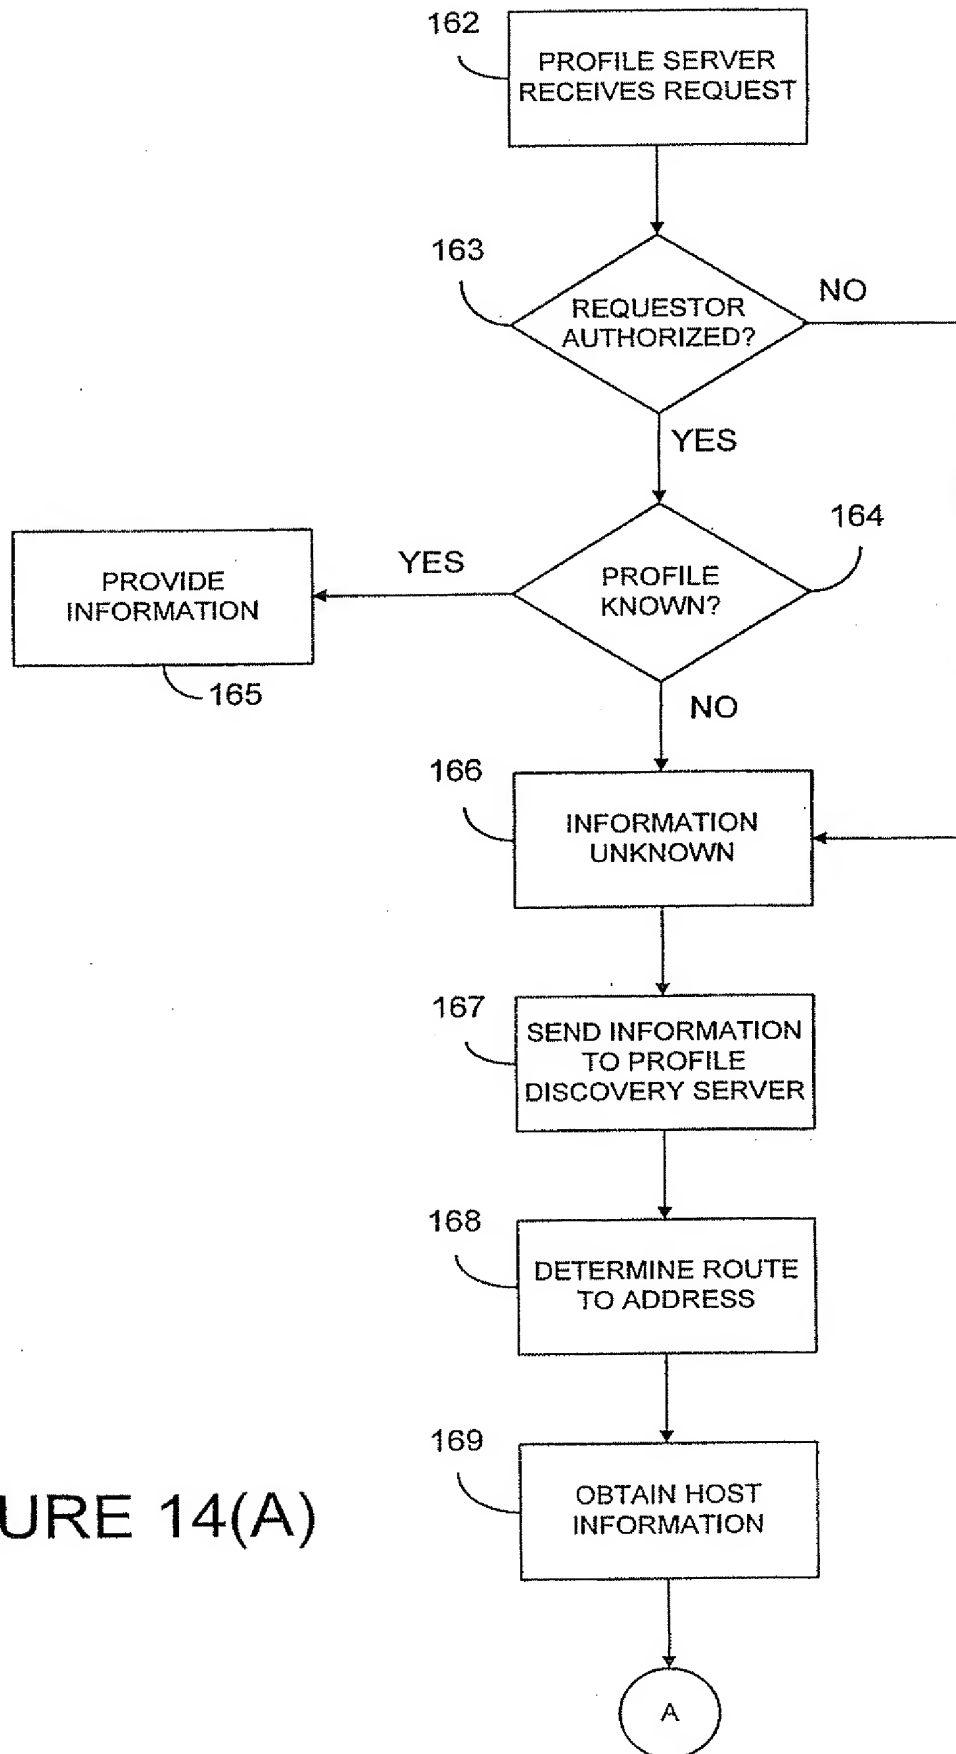 162
PROFILE SERVER
RECEIVES REQUEST
163
REQUESTOR
AUTHORIZED?
NO
YES
164
PROFILE
KNOWN?
YES
PROVIDE
INFORMATION
165
NO
166
INFORMATION
UNKNOWN
167
SEND INFORMATION
TO PROFILE
DISCOVERY SERVER
168
DETERMINE ROUTE
TO ADDRESS
169
OBTAIN HOST
INFORMATION
URE 14(A)
A